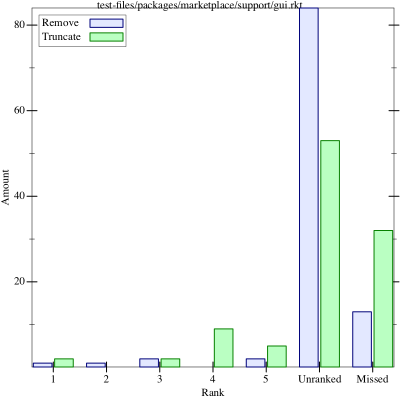 test-files/packages/marketplace/support/gui.rkt
Remove
Truncate
80
60
40
20
Amount
1 2 3 4 5 Unranked Missed
Rank